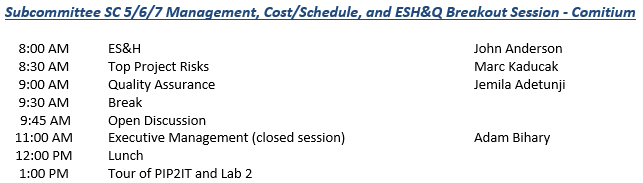 Subcommittee SC 5/6/7 Management, Cost/Schedule, and ESH&Q Breakout Session - Comitium
8:00 AM ES&H John Anderson
8:30 AM Top Project Risks Marc Kaducak
9:00 AM Quality Assurance Jemila Adetunji
9:30 AM Break
9:45 AM Open Discussion
11:00 AM Executive Management (closed session) Adam Bihary
12:00 PM Lunch
1:00 PM Tour of PIP2IT and Lab 2